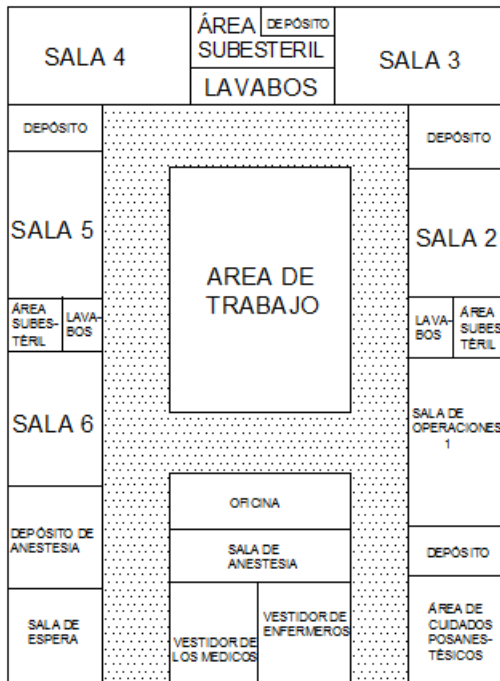 SALA 4
ÁREA
SUBESTERIL
DEPÓSITO
LAVABOS
SALA 3
DEPÓSITO
DEPÓSITO
SALA 5
AREA DE
TRABAJO
SALA 2
ÁREA
SUBES-
TÉRIL
LAVA-
BOS
LAVA-
BOS
ÁREA
SUBES
TÉRIL
SALA 6
SALA DE
OPERACIONES
1
OFICINA
DEPÓSITO DE
ANESTESIA
SALA DE
ANESTESIA
DEPÓSITO
SALA DE
ESPERA
VESTIDOR DE
LOS MEDICOS
VESTIDOR DE
ENFERMEROS
ÁREA DE
CUIDADOS
POSANES-
TÉSICOS